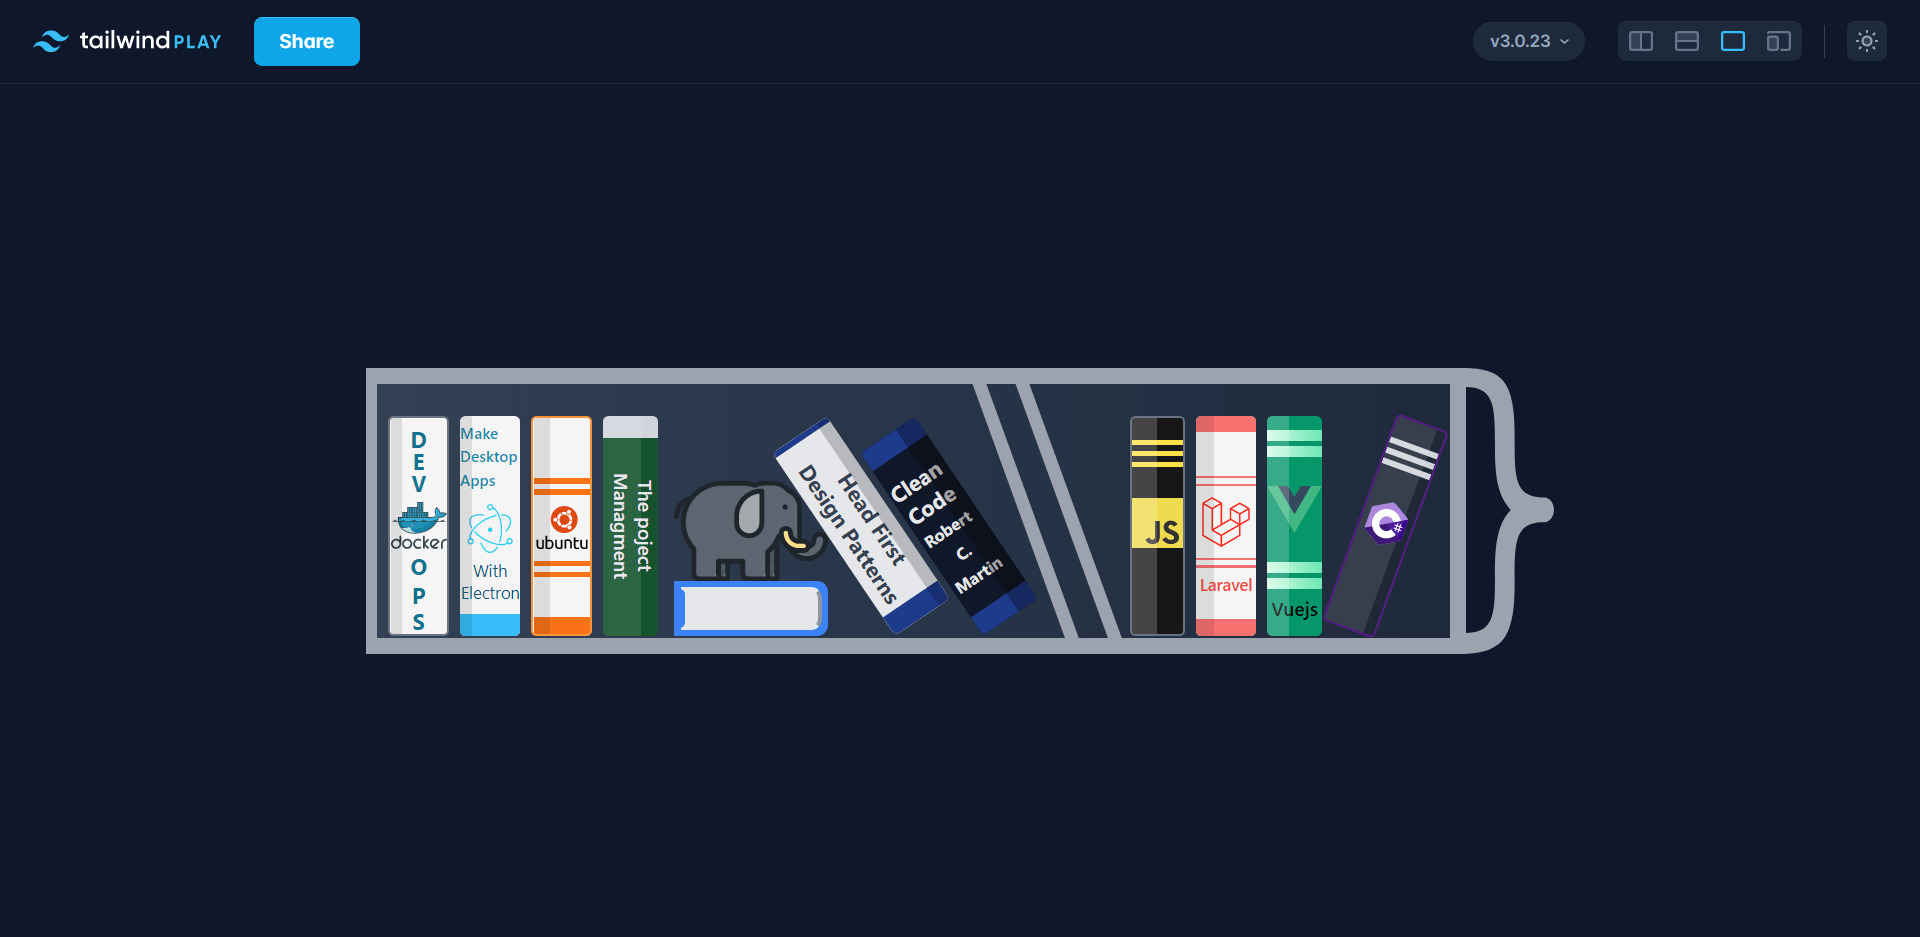 tailwind PLAY
Share
v3.0.23
D
E
V
docker
O
P
S
Make
Desktop
Apps
With
Electron
ubuntu
The poject
Managment
Head First
Design Patterns
Clean
Code
Robert
C.
Martin
JS
Laravel
Vuejs
C#